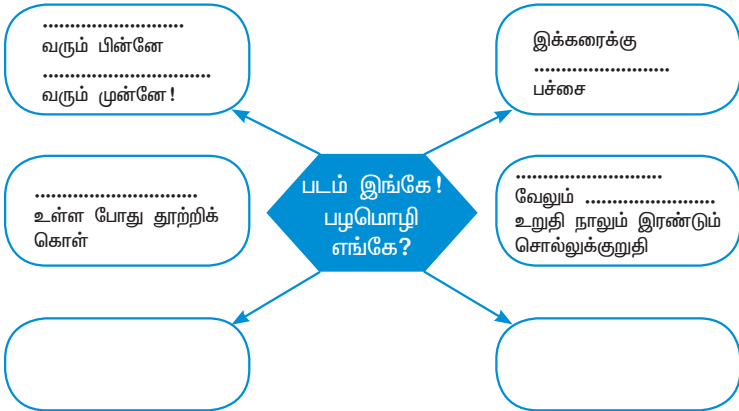 ........................
வரும் பின்னே
.............................
வரும் முன்னே!
இக்கரைக்கு
.......................
பச்சை
படம் இங்கே!
பழமொழி
எங்கே?
............................
உள்ள போது தூற்றிக்
கொள்
.........................
வேலும் ......................
உறுதி நாலும் இரண்டும்
சொல்லுக்குறுதி